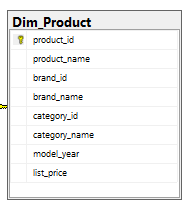 Dim_Product
product_id
product_name
brand_id
brand_name
category_id
category_name
model_year
list_price